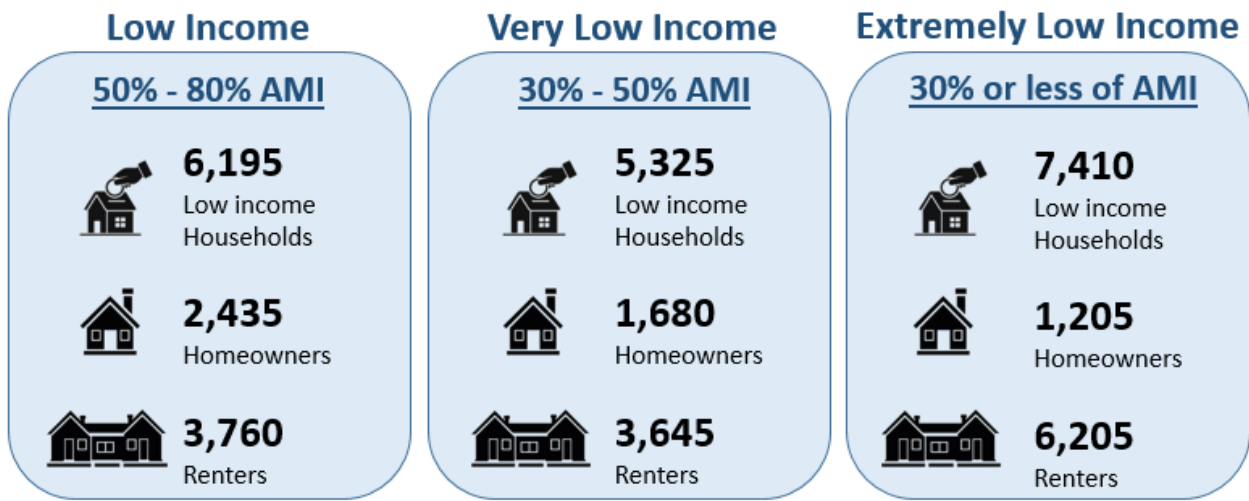 Low Income
50% - 80% AMI
6,195
Low income
Households
2,435
Homeowners
3,760
Renters
Very Low Income
30% - 50% AMI
5,325
Low income
Households
1,680
Homeowners
3,645
Renters
Extremely Low Income
30% or less of AMI
7,410
Low income
Households
1,205
Homeowners
6,205
Renters